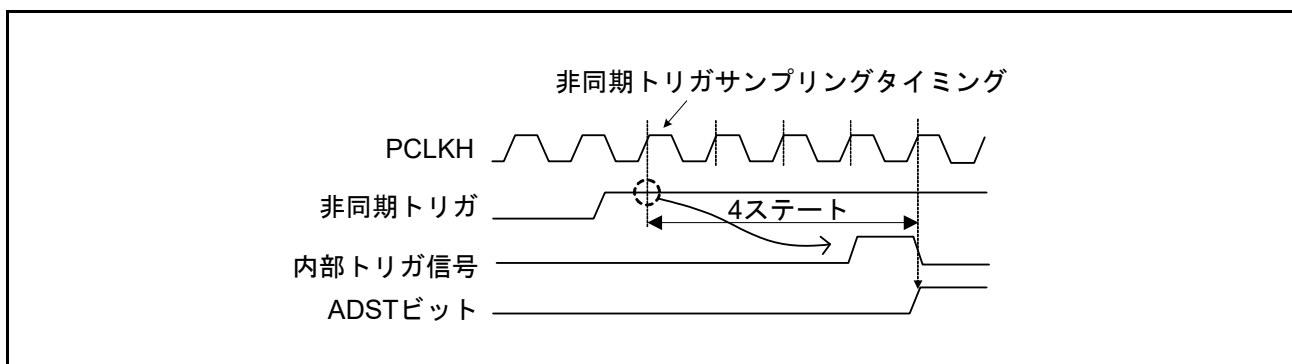 非同期トリガサンプリングタイミング
PCLKH
非同期トリガ
4ステート
内部トリガ信号
ADSTビット